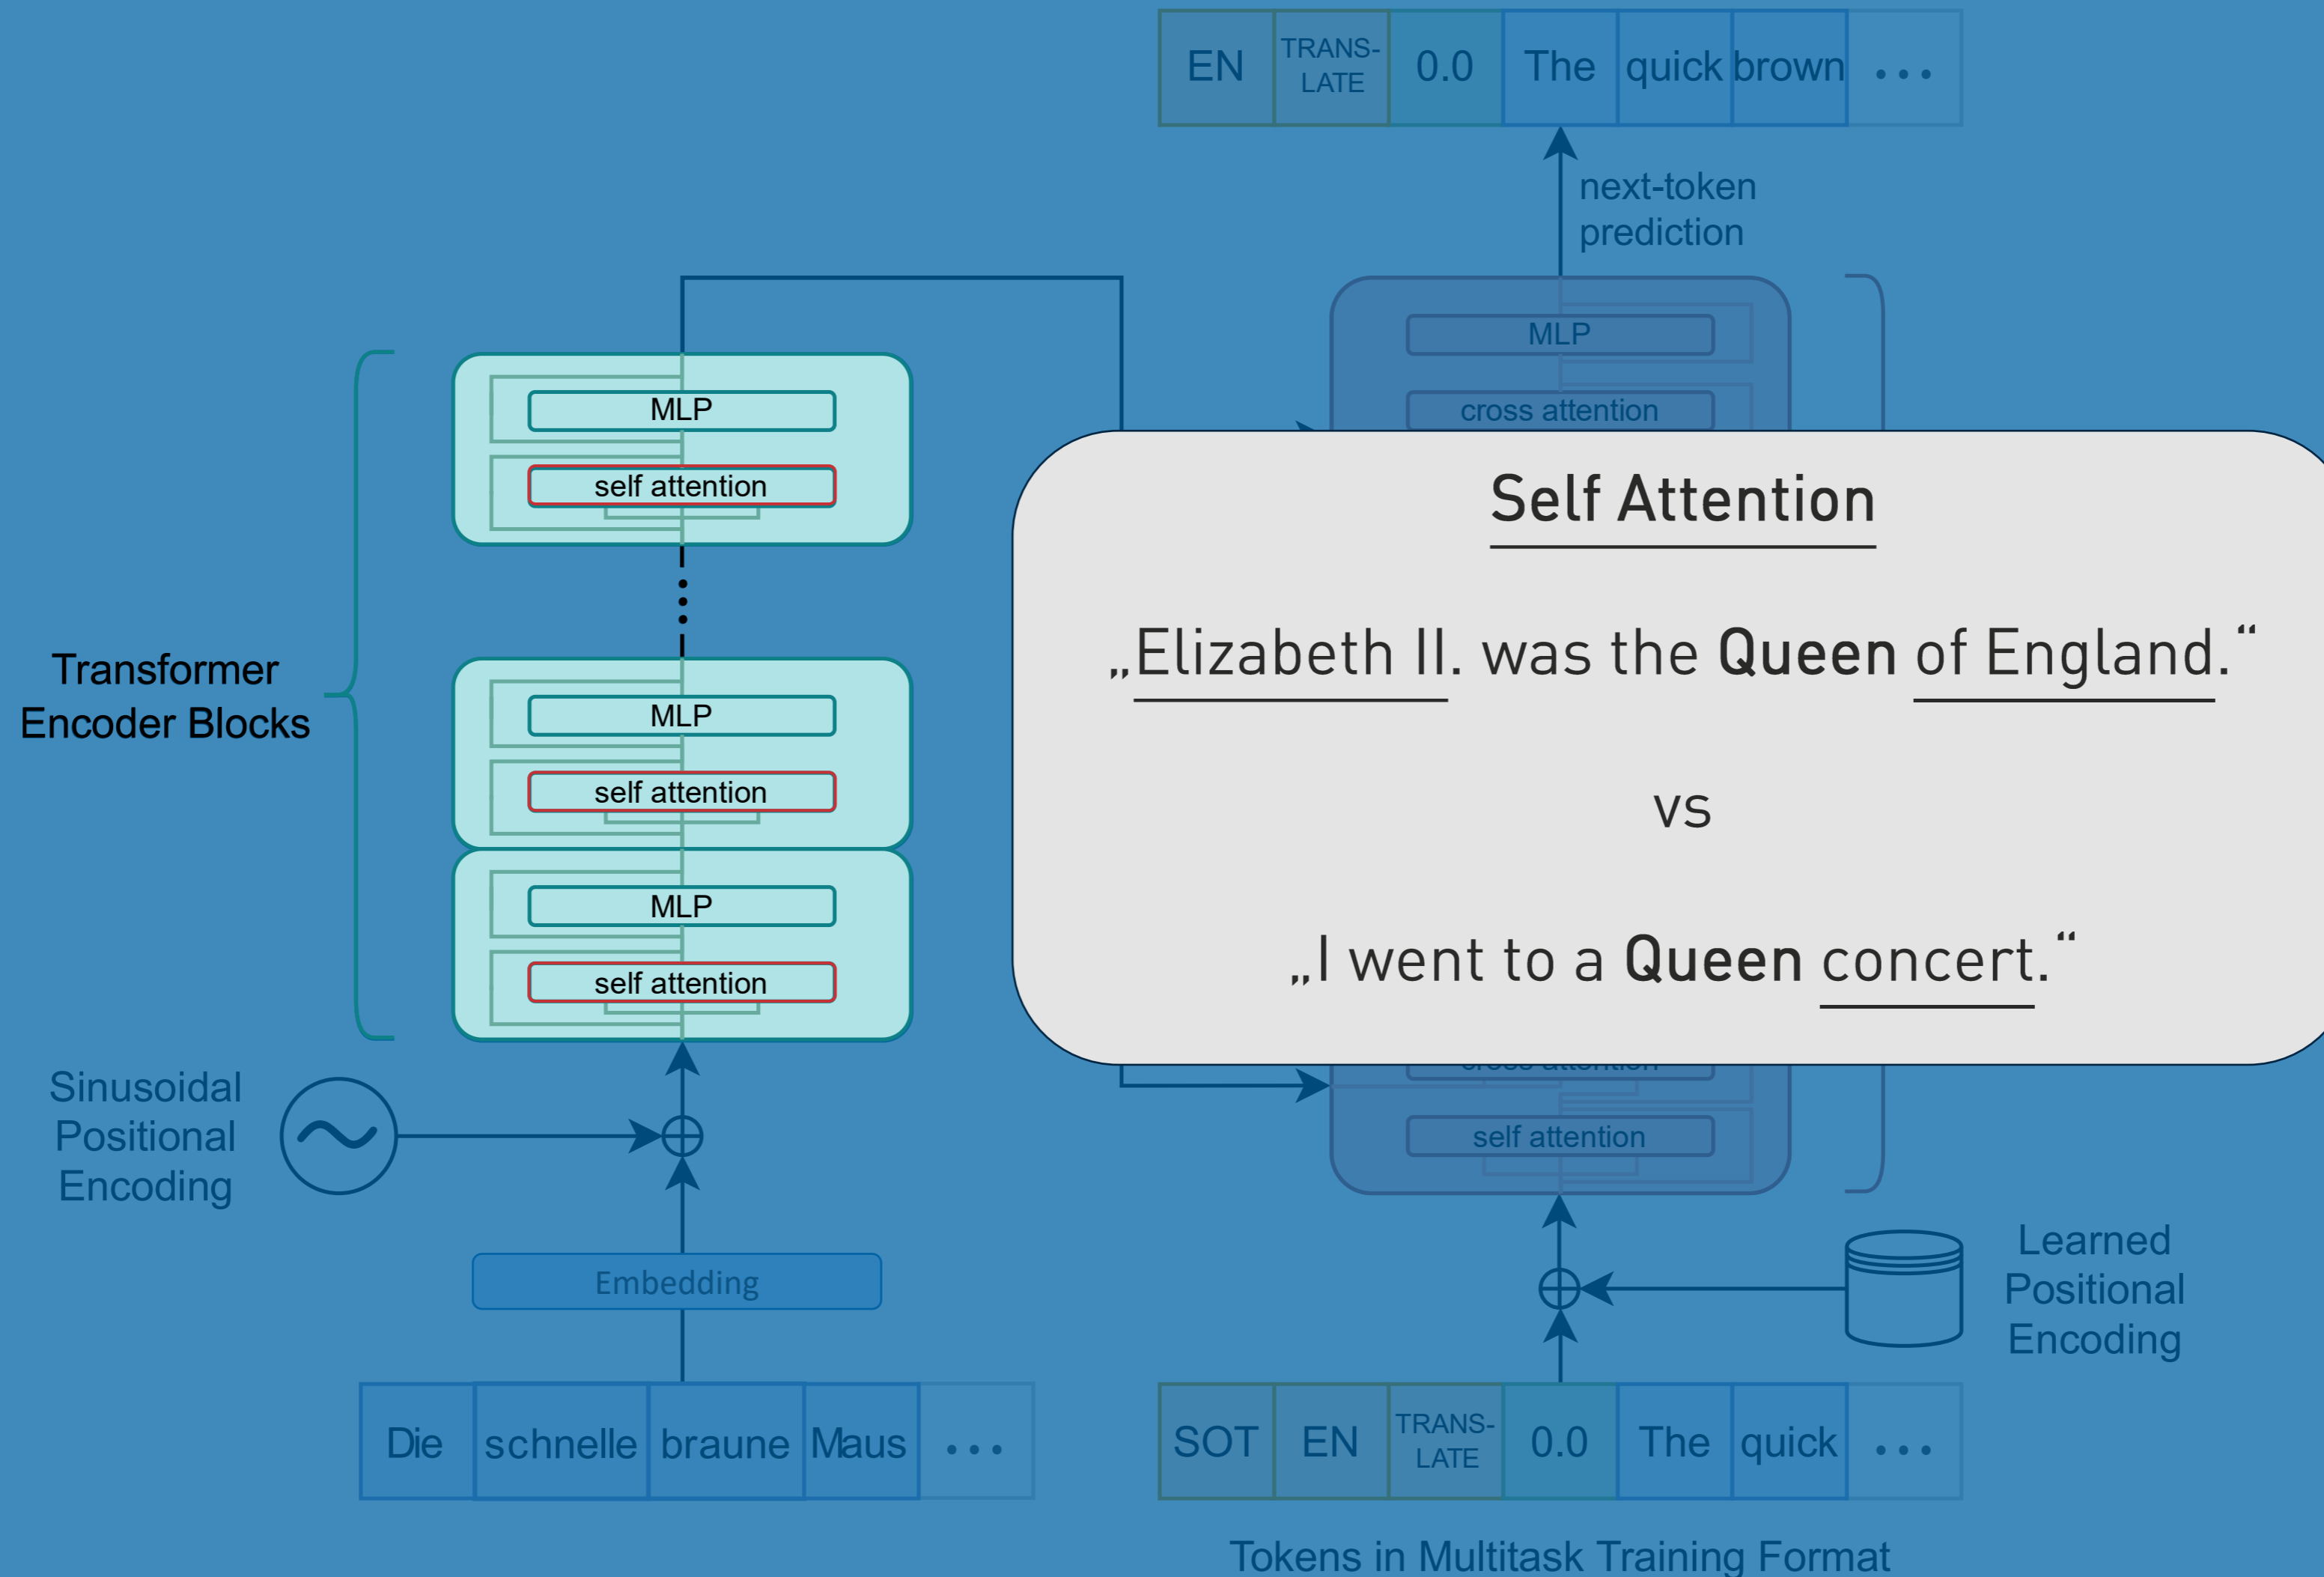 EN
TRANS-
LATE
0.0
The
quick
brown
...
next-token
prediction
MLP
cross attention
MLP
self attention
Transformer
Encoder Blocks
MLP
self attention
MLP
self attention
Self Attention
„Elizabeth II. was the Queen of England.“
vs
„I went to a Queen concert.“
cross attention
self attention
Sinusoidal
Positional
Encoding
Embedding
Learned
Positional
Encoding
Die
schnelle
braune
Maus
...
SOT
EN
TRANS-
LATE
0.0
The
quick
...
Tokens in Multitask Training Format